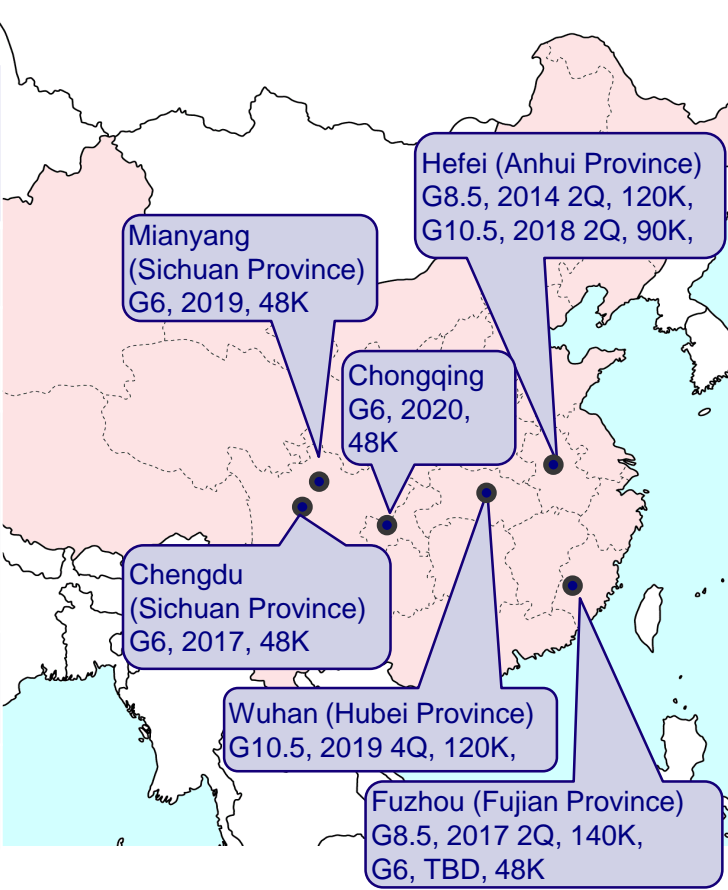 Hefei (Anhui Province)
G8.5, 2014 2Q, 120K,
G10.5, 2018 2Q, 90K,
Mianyang
(Sichuan Province)
G6, 2019, 48K
Chongqing
G6, 2020,
48K
Chengdu
(Sichuan Province)
G6, 2017, 48K
Wuhan (Hubei Province)
G10.5, 2019 4Q, 120K,
Fuzhou (Fujian Province)
G8.5, 2017 2Q, 140K,
G6, TBD, 48K